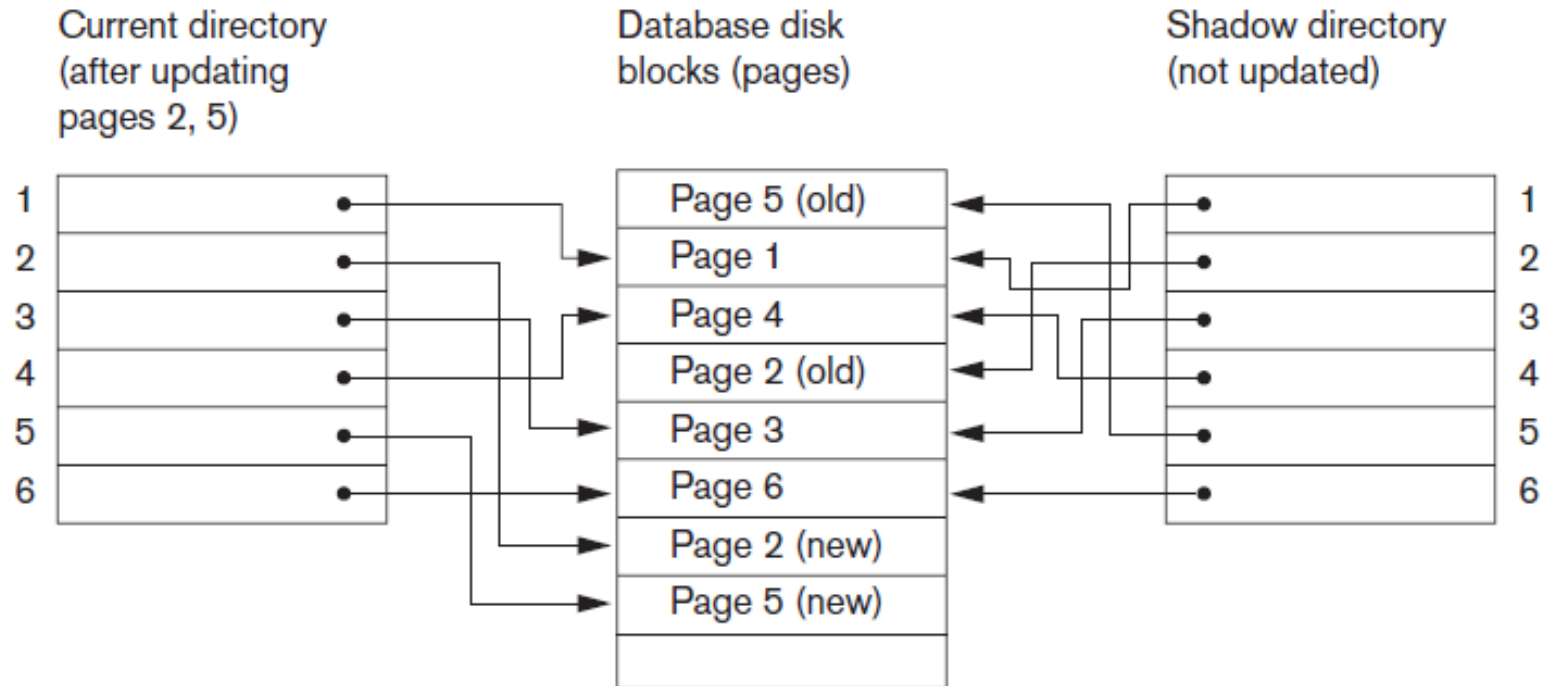 Current directory
(after updating
pages 2, 5)
Database disk
blocks (pages)
Shadow directory
(not updated)
1
2
3
4
5
6
Page 5 (old)
Page 1
Page 4
Page 2 (old)
Page 3
Page 6
Page 2 (new)
Page 5 (new)
1
2
3
4
5
6